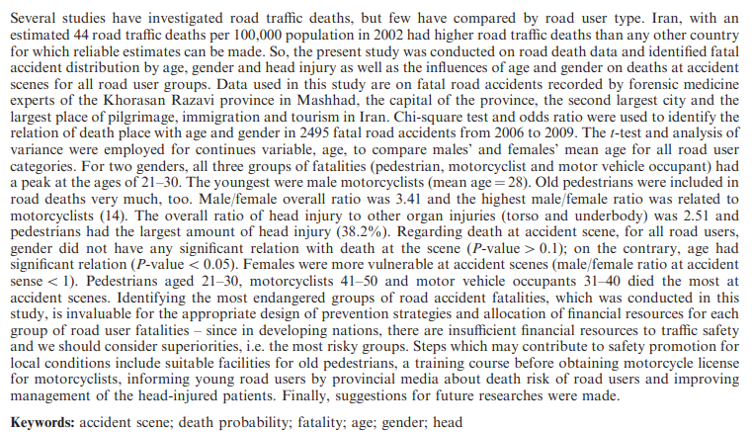 Several studies have investigated road traffic deaths, but few have compared by road user type. Iran, with an
estimated 44 road traffic deaths per 100,000 population in 2002 had higher road traffic deaths than any other country
for which reliable estimates can be made. So, the present study was conducted on road death data and identified fatal
accident distribution by age, gender and head injury as well as the influences of age and gender on deaths at accident
scenes for all road user groups. Data used in this study are on fatal road accidents recorded by forensic medicine
experts of the Khorasan Razavi province in Mashhad, the capital of the province, the second largest city and the
largest place of pilgrimage, immigration and tourism in Iran. Chi-square test and odds ratio were used to identify the
relation of death place with age and gender in 2495 fatal road accidents from 2006 to 2009. The t-test and analysis of
variance were employed for continues variable, age, to compare males' and females' mean age for all road user
categories. For two genders, all three groups of fatalities (pedestrian, motorcyclist and motor vehicle occupant) had
a peak at the ages of 21–30. The youngest were male motorcyclists (mean age = 28). Old pedestrians were included in
road deaths very much, too. Male/female overall ratio was 3.41 and the highest male/female ratio was related to
motorcyclists (14). The overall ratio of head injury to other organ injuries (torso and underbody) was 2.51 and
pedestrians had the largest amount of head injury (38.2%). Regarding death at accident scene, for all road users,
gender did not have any significant relation with death at the scene (P-value > 0.1); on the contrary, age had
significant relation (P-value < 0.05). Females were more vulnerable at accident scenes (male/female ratio at accident
sense < 1). Pedestrians aged 21–30, motorcyclists 41–50 and motor vehicle occupants 31–40 died the most at
accident scenes. Identifying the most endangered groups of road accident fatalities, which was conducted in this
study, is invaluable for the appropriate design of prevention strategies and allocation of financial resources for each
group of road user fatalities – since in developing nations, there are insufficient financial resources to traffic safety
and we should consider superiorities, i.e. the most risky groups. Steps which may contribute to safety promotion for
local conditions include suitable facilities for old pedestrians, a training course before obtaining motorcycle license
for motorcyclists, informing young road users by provincial media about death risk of road users and improving
management of the head-injured patients. Finally, suggestions for future researches were made.
Keywords: accident scene; death probability; fatality; age; gender; head